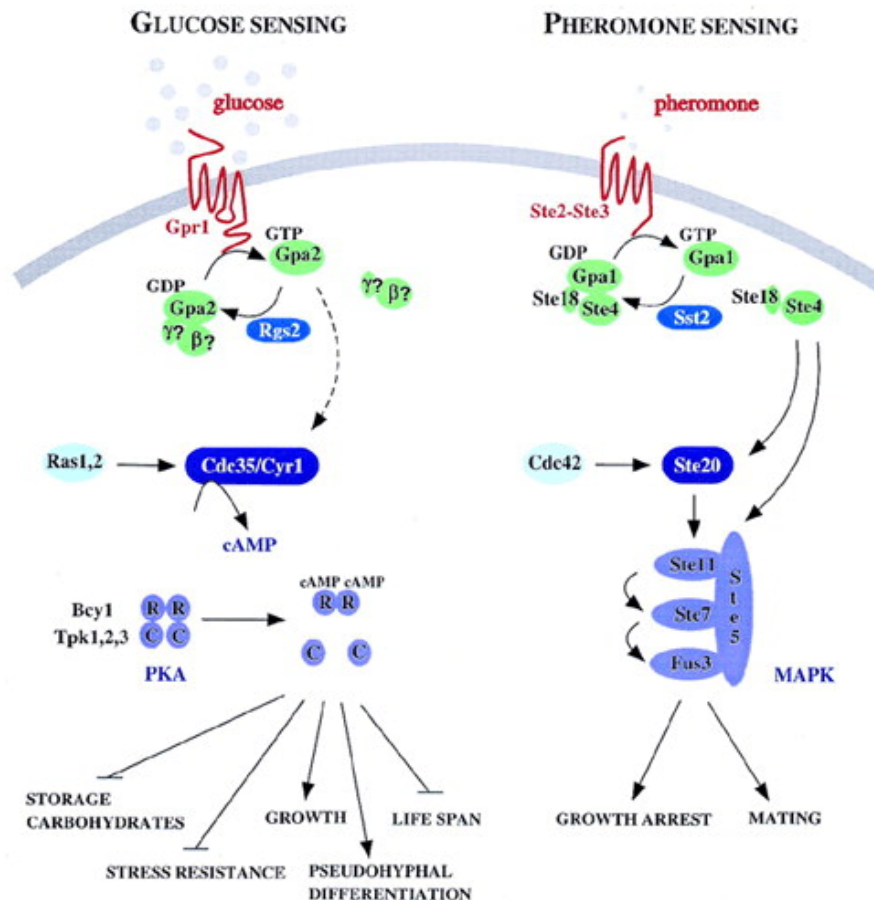 GLUCOSE SENSING
glucose
Gpr1
GTP
Gpa2
GDP
Gpa2
γ? β?
Rgs2
γ? β?
Ras1,2
Cdc35/Cyr1
cAMP
cAMP cAMP
Bcy1
R R
R R
Tpk1,2,3
C C
C C
PKA
STORAGE
CARBOHYDRATES
STRESS RESISTANCE
GROWTH
PSEUDOHYPHAL
DIFFERENTIATION
LIFE SPAN
PHEROMONE SENSING
pheromone
Ste2-Ste3
GTP
Gpa1
GDP
Gpa1
Ste18
Ste4
Sst2
Ste18
Ste4
Cdc42
Ste20
Ste11
Ste7
Fus3
Ste5
MAPK
GROWTH ARREST
MATING